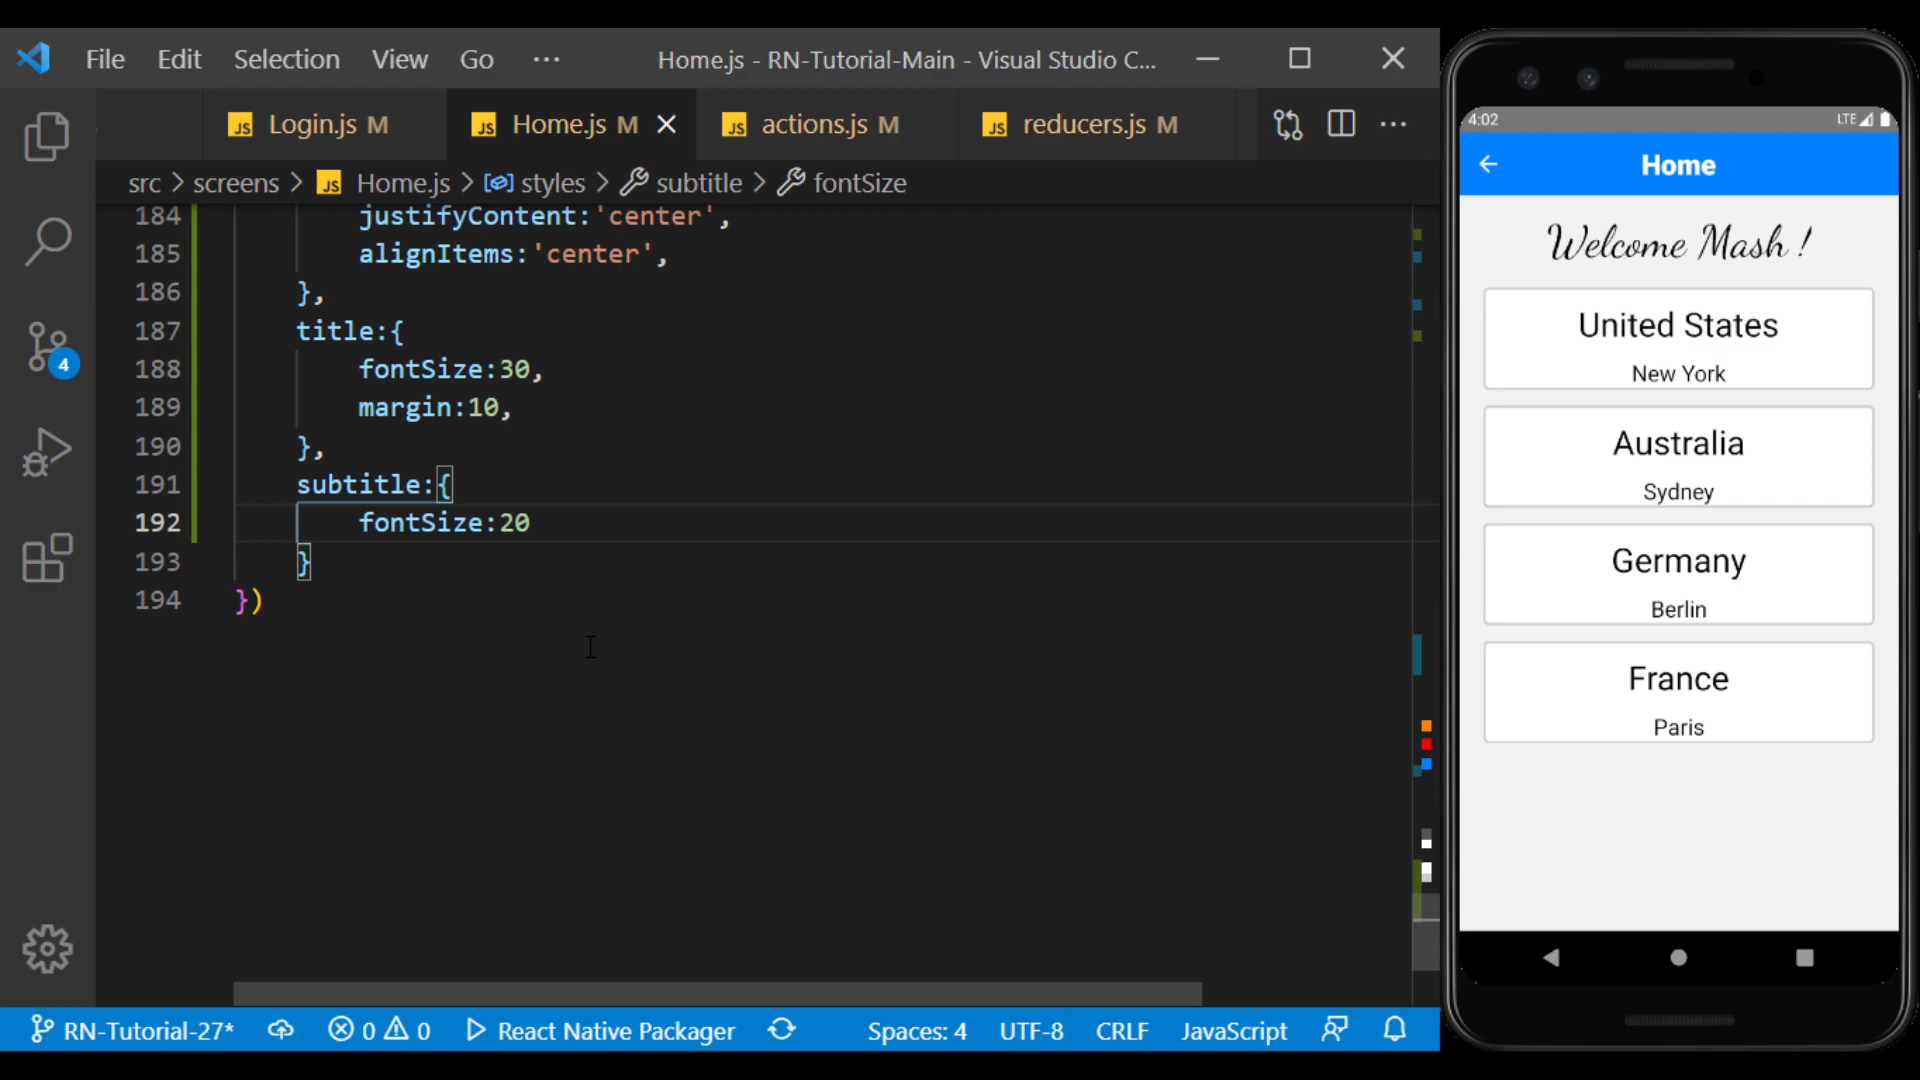 File Edit Selection View Go ··· Home.js - RN-Tutorial-Main - Visual Studio C...
JS Login.js M JS Home.js M JS actions.js M JS reducers.js M ···
src > screens > JS Home.js > styles > subtitle > fontSize
184 justifyContent:'center',
185 alignItems:'center',
186 },
187 title:{
188 fontSize:30,
189 margin:10,
190 },
191 subtitle:{
192 fontSize:20
193 }
194 })
4
RN-Tutorial-27* 0 0 React Native Packager Spaces: 4 UTF-8 CRLF JavaScript
4:02 LTE
Home
Welcome Mash !
United States
New York
Australia
Sydney
Germany
Berlin
France
Paris